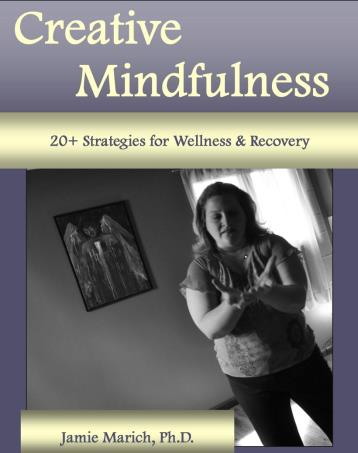 Creative
Mindfulness
20+ Strategies for Wellness & Recovery
Jamie Marich, Ph.D.